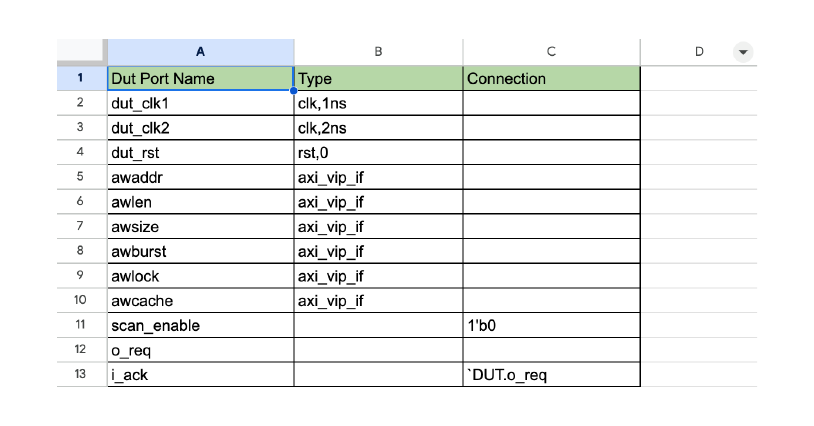 A B C D
1 Dut Port Name Type Connection
2 dut_clk1 clk,1ns
3 dut_clk2 clk,2ns
4 dut_rst rst,0
5 awaddr axi_vip_if
6 awlen axi_vip_if
7 awsize axi_vip_if
8 awburst axi_vip_if
9 awlock axi_vip_if
10 awcache axi_vip_if
11 scan_enable 1'b0
12 o_req
13 i_ack `DUT.o_req